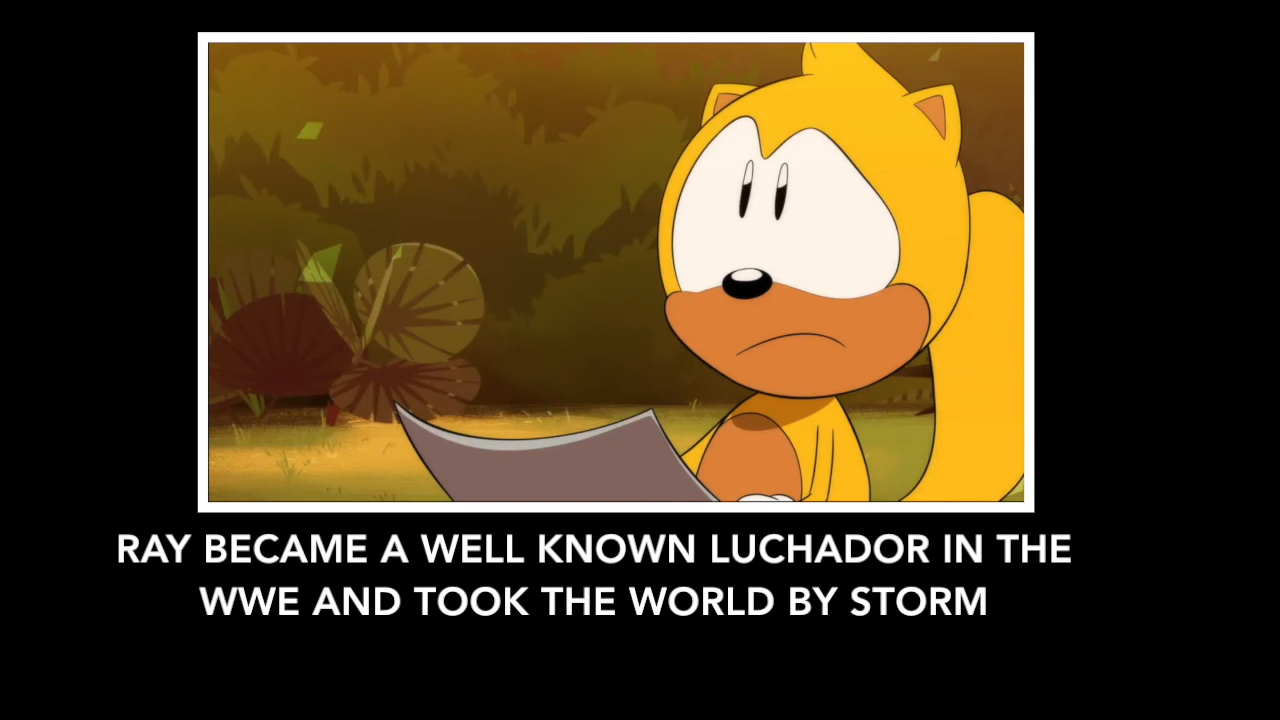 RAY BECAME A WELL KNOWN LUCHADOR IN THE
WWE AND TOOK THE WORLD BY STORM